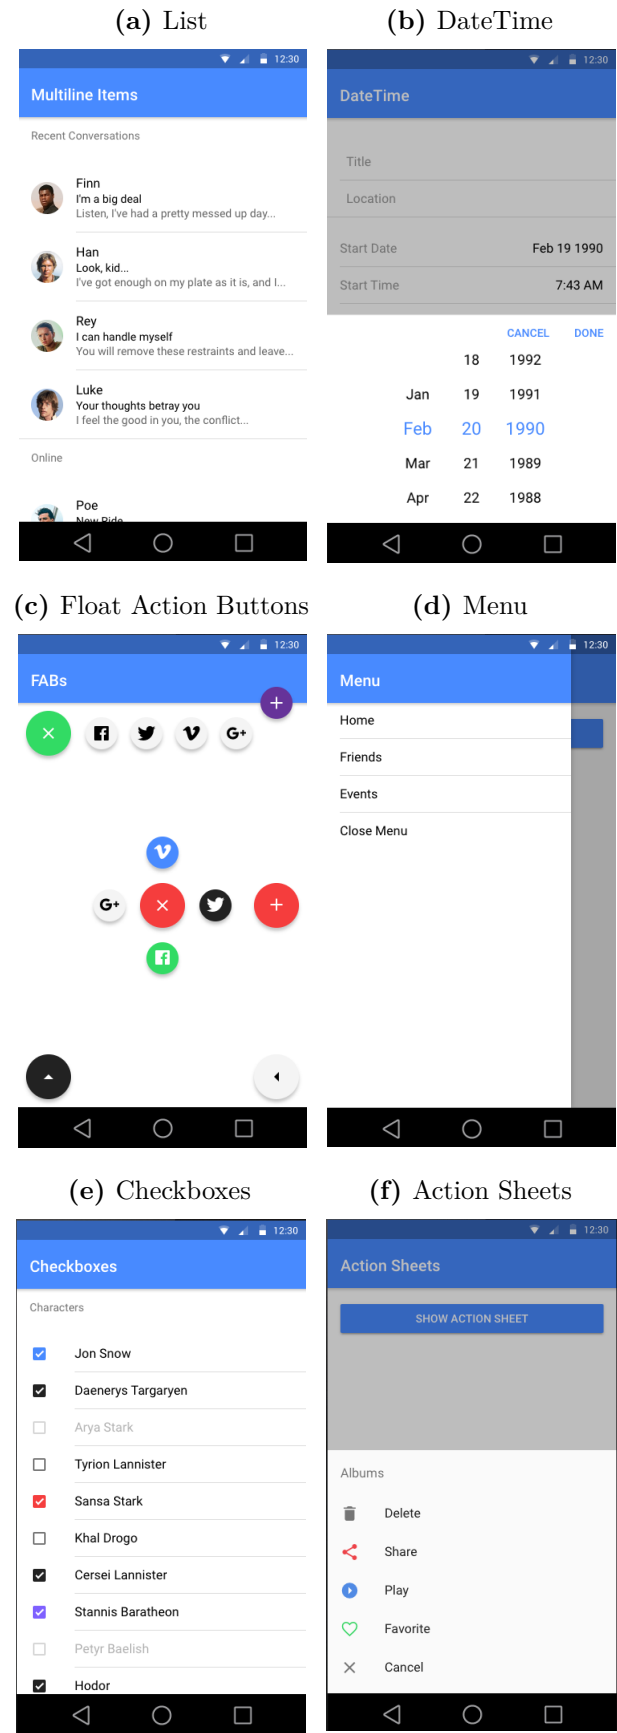 (a) List
12:30
Multiline Items
Recent Conversations
Finn
I'm a big deal
Listen, I've had a pretty messed up day...
Han
Look, kid...
I've got enough on my plate as it is, and I...
Rey
I can handle myself
You will remove these restraints and leave...
Luke
Your thoughts betray you
I feel the good in you, the conflict...
Online
Poe
New Ride
(b) DateTime
12:30
DateTime
Title
Location
Start Date Feb 19 1990
Start Time 7:43 AM
CANCEL DONE
18 1992
Jan 19 1991
Feb 20 1990
Mar 21 1989
Apr 22 1988
(c) Float Action Buttons
12:30
FABs
G+
G+
(d) Menu
12:30
Menu
Home
Friends
Events
Close Menu
(e) Checkboxes
12:30
Checkboxes
Characters
Jon Snow
Daenerys Targaryen
Arya Stark
Tyrion Lannister
Sansa Stark
Khal Drogo
Cersei Lannister
Stannis Baratheon
Petyr Baelish
Hodor
(f) Action Sheets
12:30
Action Sheets
SHOW ACTION SHEET
Albums
Delete
Share
Play
Favorite
Cancel